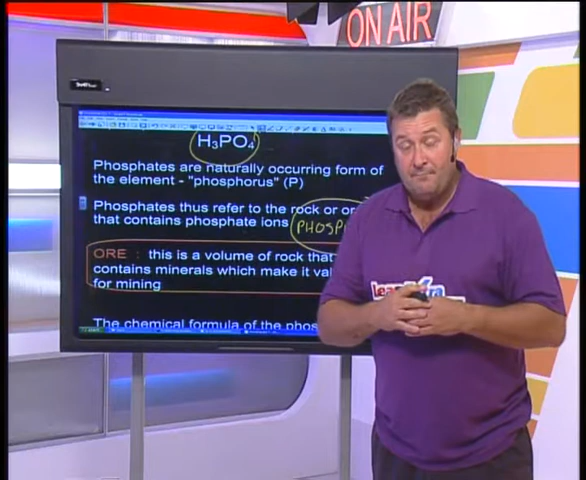 ON AIR
H₃PO₄
Phosphates are naturally occurring form of
the element - "phosphorus" (P)
Phosphates thus refer to the rock or
that contains phosphate ions
ORE : this is a volume of rock
contains minerals which make it
for mining
The chemical formula of the